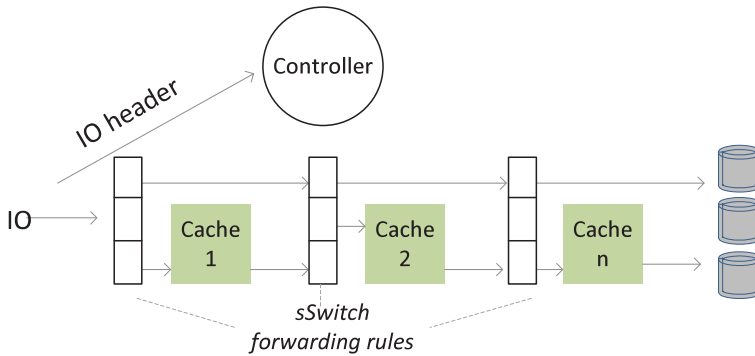 Controller
IO header
IO
Cache
1
Cache
2
Cache
n
sSwitch
forwarding rules